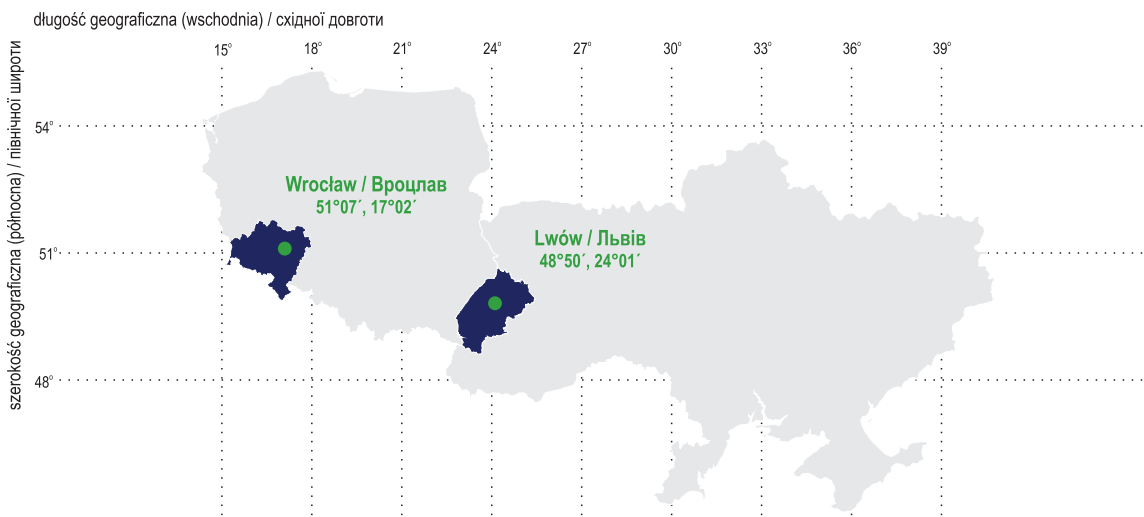 długość geograficzna (wschodnia) / східної довготи
15° 18° 21° 24° 27° 30° 33° 36° 39°
szerokość geograficzna (północna) / північної широти
54°
Wrocław / Вроцлав
51°07´, 17°02´
Lwów / Львів
51°
48°50´, 24°01´
48°